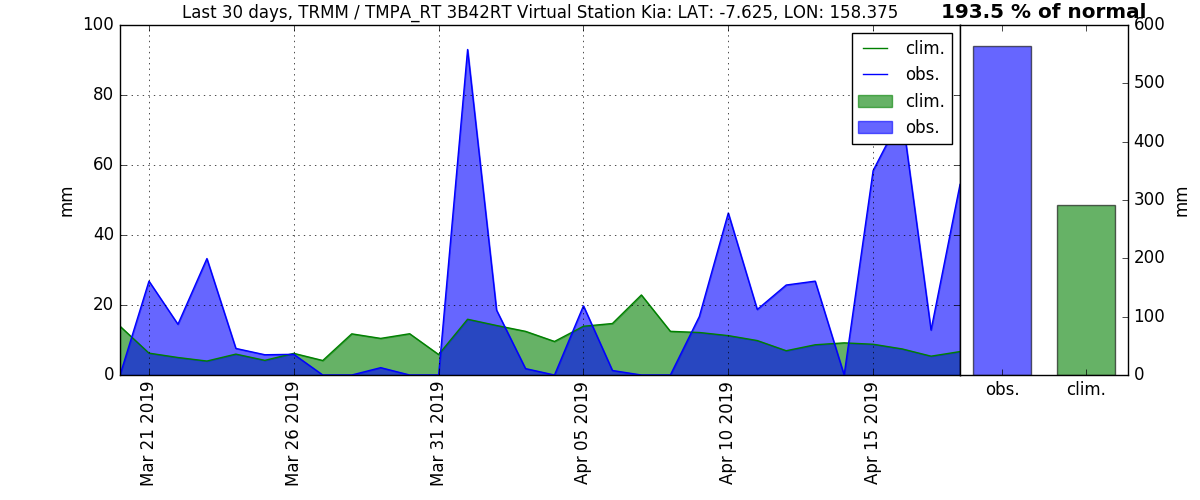 Last 30 days, TRMM / TMPA_RT 3B42RT Virtual Station Kia: LAT: -7.625, LON: 158.375
193.5 % of normal
100
80
60
40
20
0
mm
clim.
obs.
clim.
obs.
600
500
400
300
200
100
0
mm
Mar 21 2019
Mar 26 2019
Mar 31 2019
Apr 05 2019
Apr 10 2019
Apr 15 2019
obs.
clim.